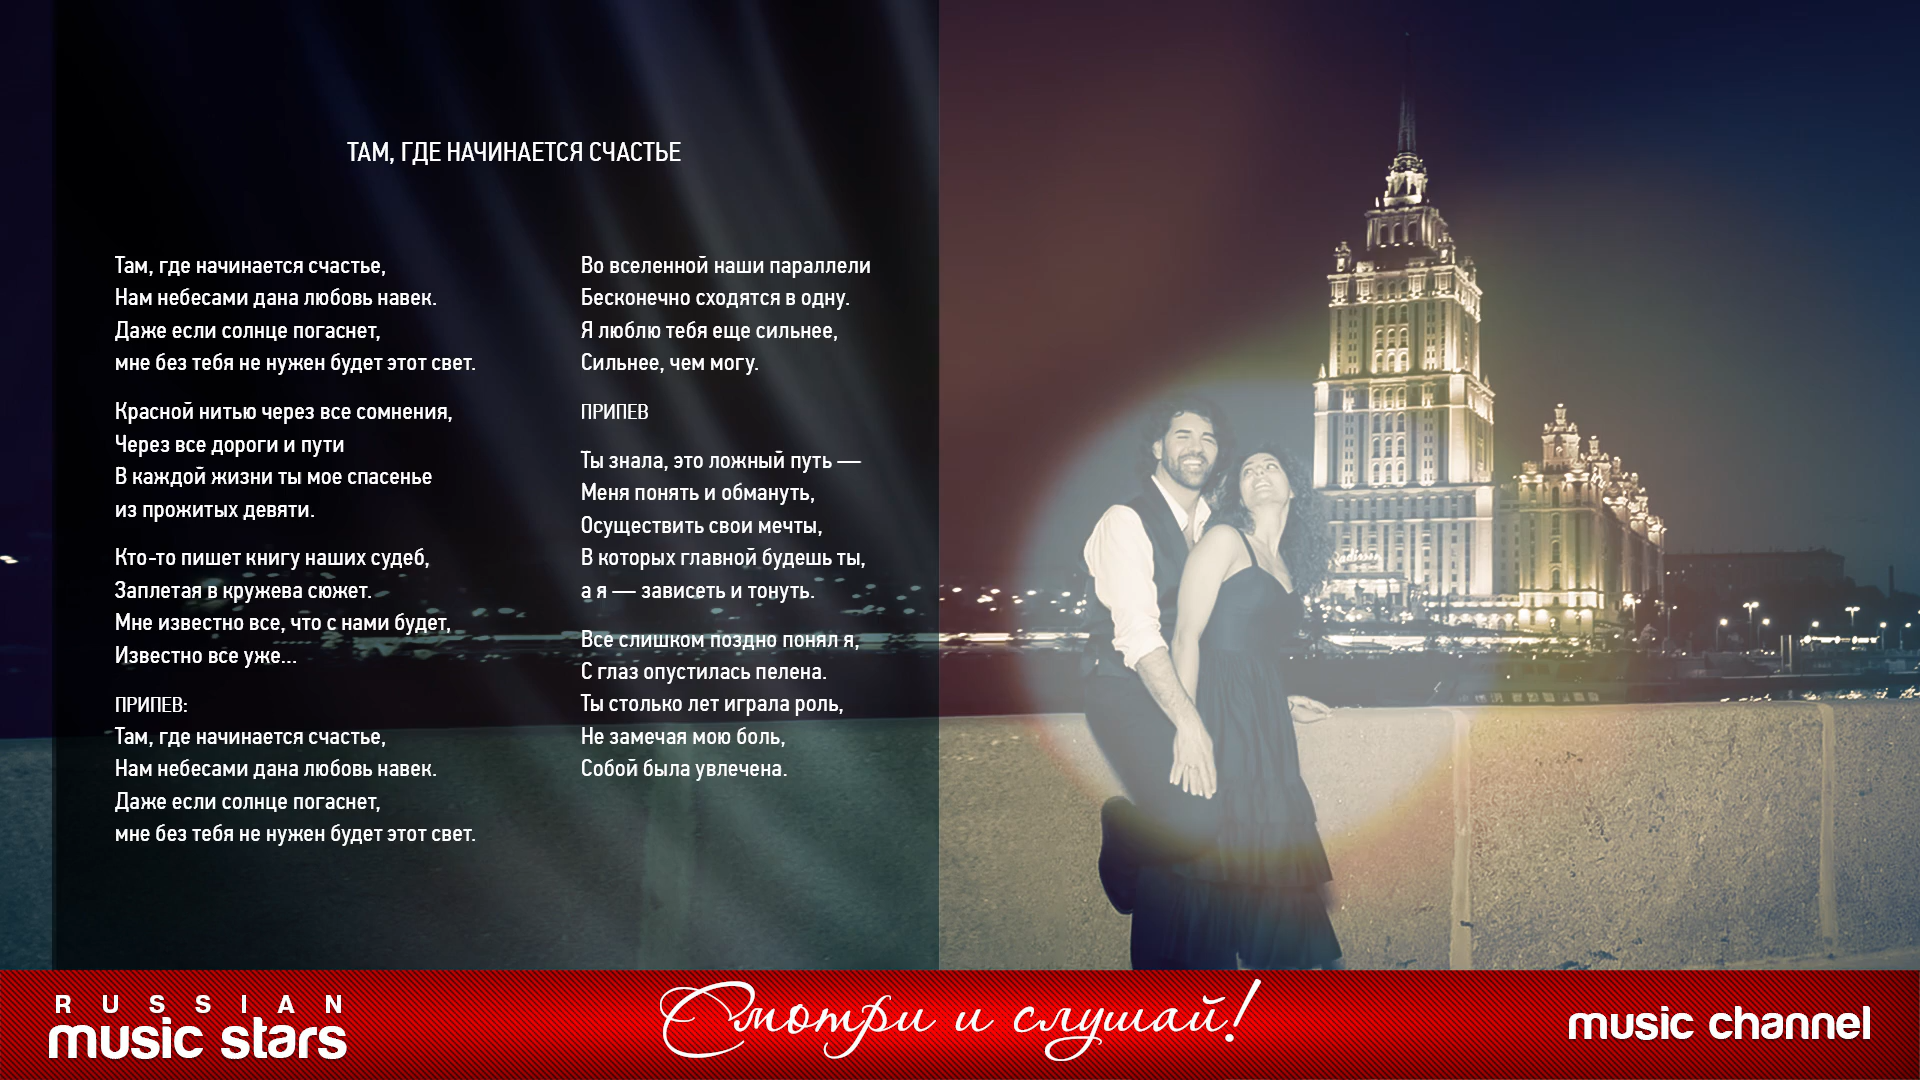 ТАМ, ГДЕ НАЧИНАЕТСЯ СЧАСТЬЕ
Там, где начинается счастье,
Нам небесами дана любовь навек.
Даже если солнце погаснет,
мне без тебя не нужен будет этот свет.
Красной нитью через все сомнения,
Через все дороги и пути
В каждой жизни ты мое спасенье
из прожитых девяти.
Кто-то пишет книгу наших судеб,
Заплетая в кружева сюжет.
Мне известно все, что с нами будет,
Известно все уже...
ПРИПЕВ:
Там, где начинается счастье,
Нам небесами дана любовь навек.
Даже если солнце погаснет,
мне без тебя не нужен будет этот свет.
Во вселенной наши параллели
Бесконечно сходятся в одну.
Я люблю тебя еще сильнее,
Сильнее, чем могу.
ПРИПЕВ
Ты знала, это ложный путь —
Меня понять и обмануть,
Осуществить свои мечты,
В которых главной будешь ты,
а я — зависеть и тонуть.
Все слишком поздно понял я,
С глаз опустилась пелена.
Ты столько лет играла роль,
Не замечая мою боль,
Собой была увлечена.
Radisson
RUSSIAN
music stars
Смотри и слушай!
music channel